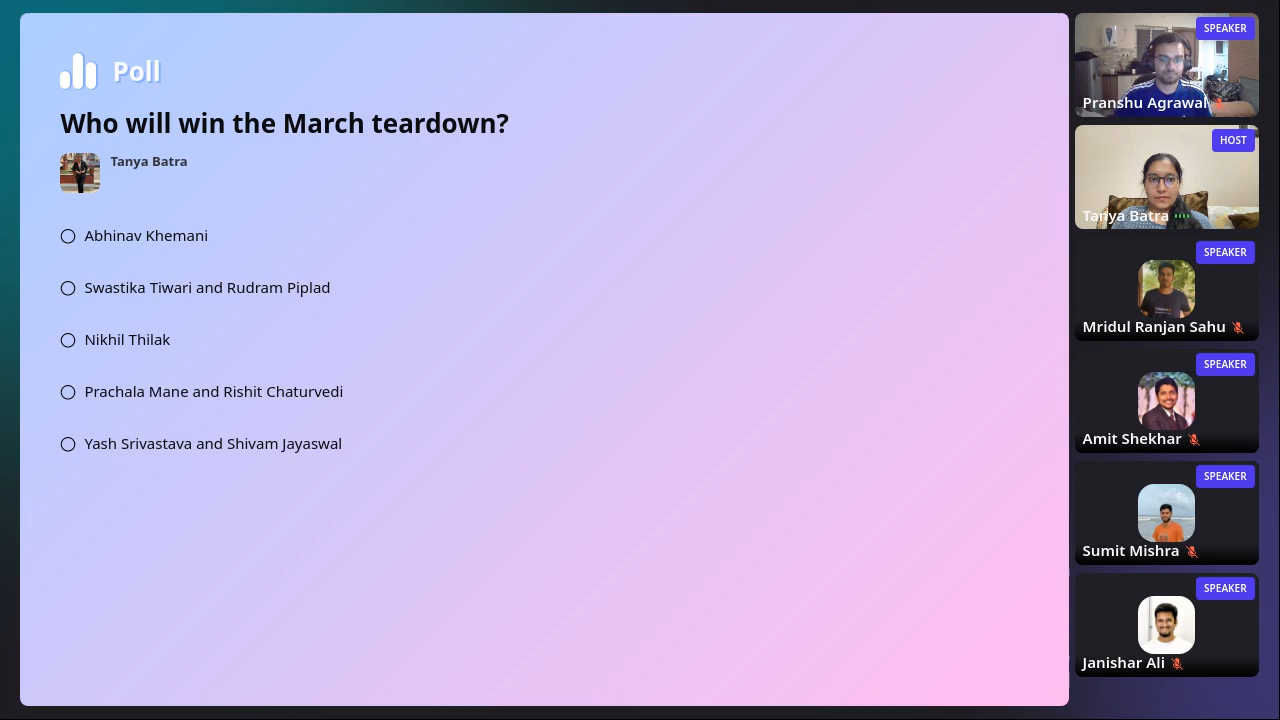 Poll
Who will win the March teardown?
Tanya Batra
Abhinav Khemani
Swastika Tiwari and Rudram Piplad
Nikhil Thilak
Prachala Mane and Rishit Chaturvedi
Yash Srivastava and Shivam Jayaswal
SPEAKER
Pranshu Agrawal
HOST
Tanya Batra
SPEAKER
Mridul Ranjan Sahu
SPEAKER
Amit Shekhar
SPEAKER
Sumit Mishra
SPEAKER
Janishar Ali